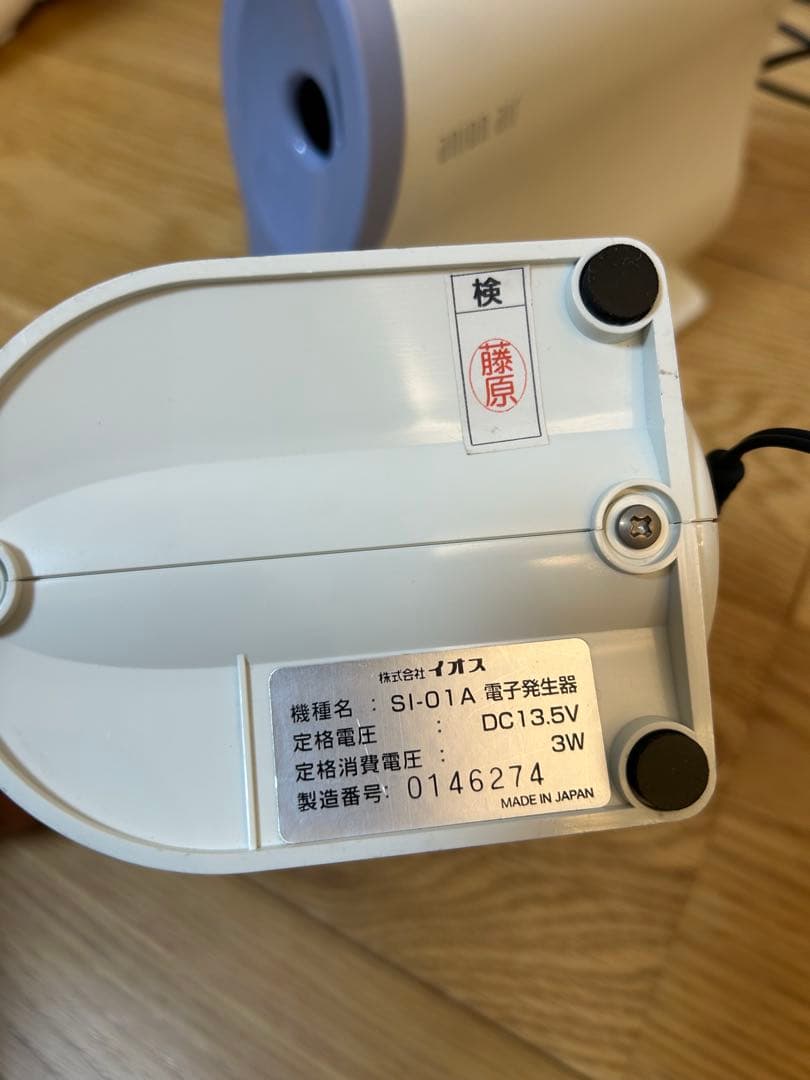 anion air
検
藤
原
株式会社イオス
機種名 : SI-01A 電子発生器
定格電圧 : DC13.5V
定格消費電圧 : 3W
製造番号: 0146274
MADE IN JAPAN